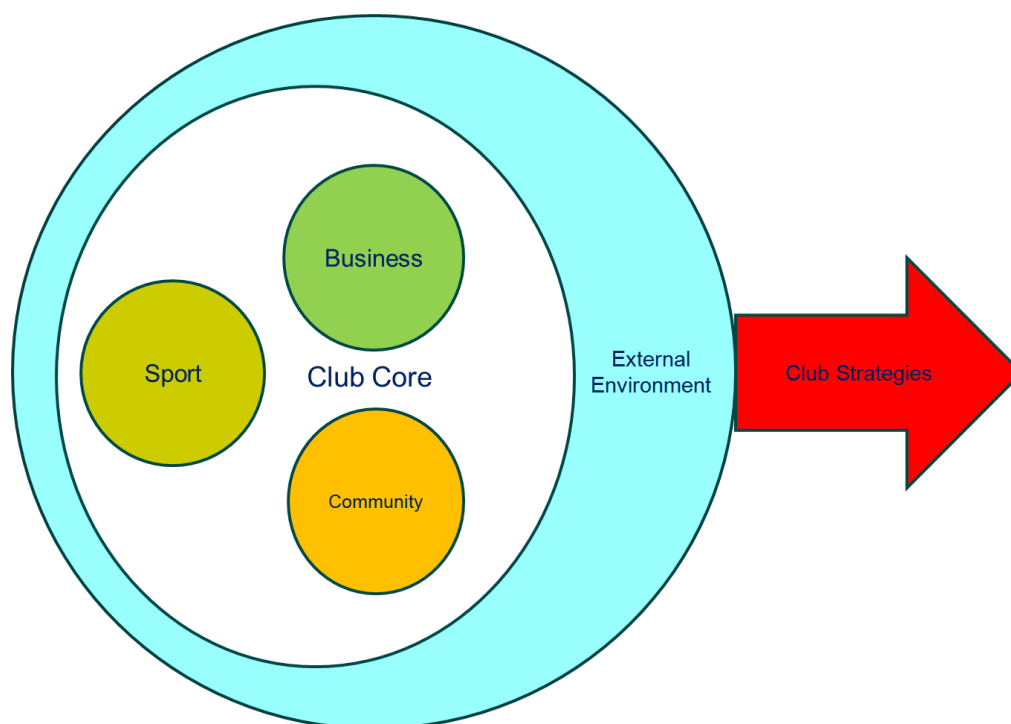 Business
Sport
Club Core
Community
External
Environment
Club Strategies